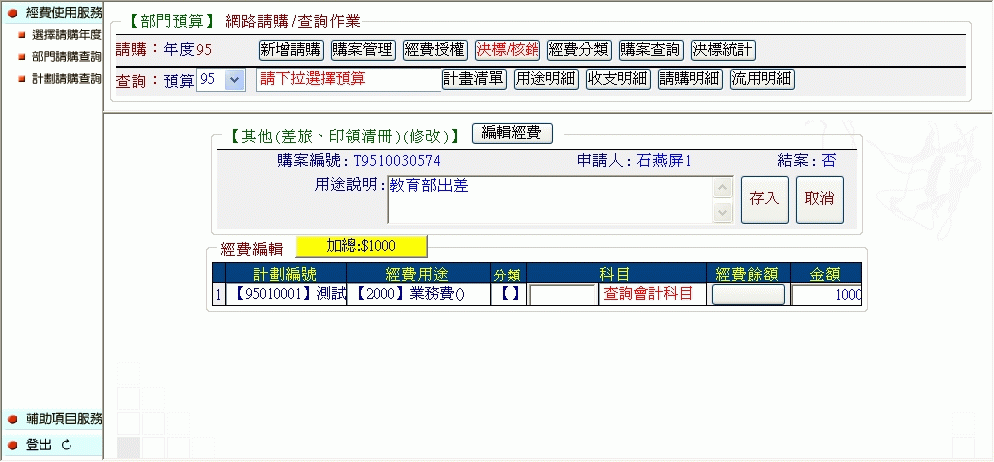 經費使用服務
選擇請購年度
部門請購查詢
計劃請購查詢
輔助項目服務
登出
【部門預算】 網路請購/查詢作業
請購：年度95 新增請購 購案管理 經費授權 決標/核銷 經費分類 購案查詢 決標統計
查詢：預算 95 請下拉選擇預算 計畫清單 用途明細 收支明細 請購明細 流用明細
【其他(差旅、印領清冊)(修改)】 編輯經費
購案編號：T9510030574 申請人：石燕屏1 結案：否
用途說明：教育部出差 存入 取消
經費編輯 加總:$1000
計劃編號 經費用途 分類 科目 經費餘額 金額
1 【95010001】測試 【2000】業務費() 【】 查詢會計科目 1000